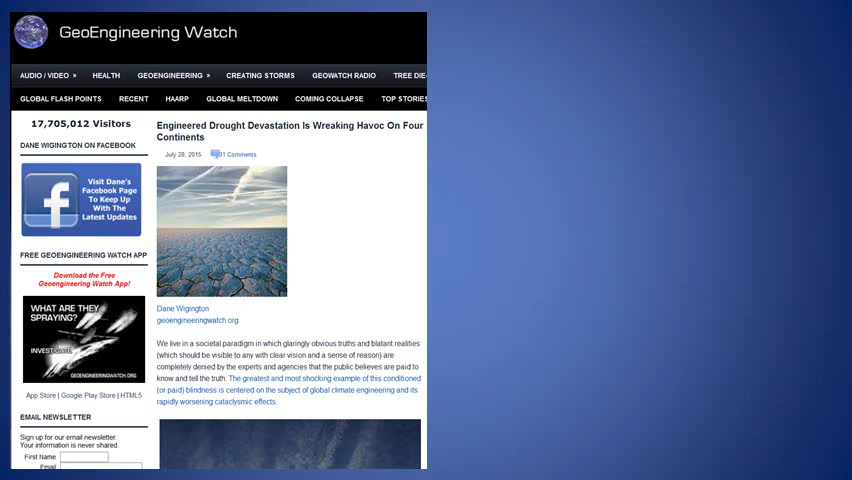 GeoEngineering Watch
AUDIO / VIDEO » HEALTH GEOENGINEERING » CREATING STORMS GEOWATCH RADIO TREE DIE-
GLOBAL FLASH POINTS RECENT HAARP GLOBAL MELTDOWN COMING COLLAPSE TOP STORIES
17,705,012 Visitors
DANE WIGINGTON ON FACEBOOK
Visit Dane's
Facebook Page
To Keep Up
With The
Latest Updates
FREE GEOENGINEERING WATCH APP
Download the Free
Geoengineering Watch App!
WHAT ARE THEY
SPRAYING?
INVESTIGATE.
GEOENGINEERINGWATCH.ORG
App Store | Google Play Store | HTML5
EMAIL NEWSLETTER
Sign up for our email newsletter.
Your information is never shared.
First Name
Email
Engineered Drought Devastation Is Wreaking Havoc On Four
Continents
July 28, 2015 31 Comments
Dane Wigington
geoengineeringwatch.org
We live in a societal paradigm in which glaringly obvious truths and blatant realities
(which should be visible to any with clear vision and a sense of reason) are
completely denied by the experts and agencies that the public believes are paid to
know and tell the truth. The greatest and most shocking example of this conditioned
(or paid) blindness is centered on the subject of global climate engineering and its
rapidly worsening cataclysmic effects.